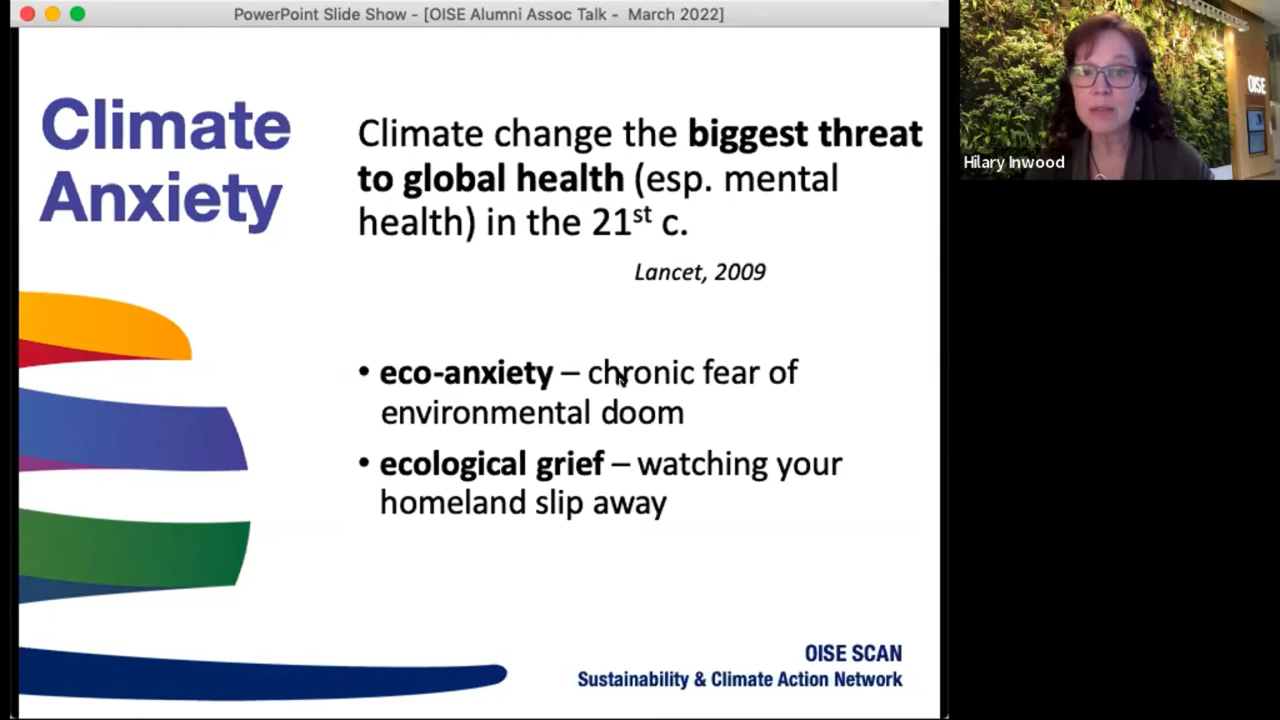 PowerPoint Slide Show - [OISE Alumni Assoc Talk -  March 2022]
Climate
Anxiety
Climate change the biggest threat
to global health (esp. mental
health) in the 21st c.
Lancet, 2009
• eco-anxiety – chronic fear of
environmental doom
• ecological grief – watching your
homeland slip away
OISE SCAN
Sustainability & Climate Action Network
OISE
Hilary Inwood